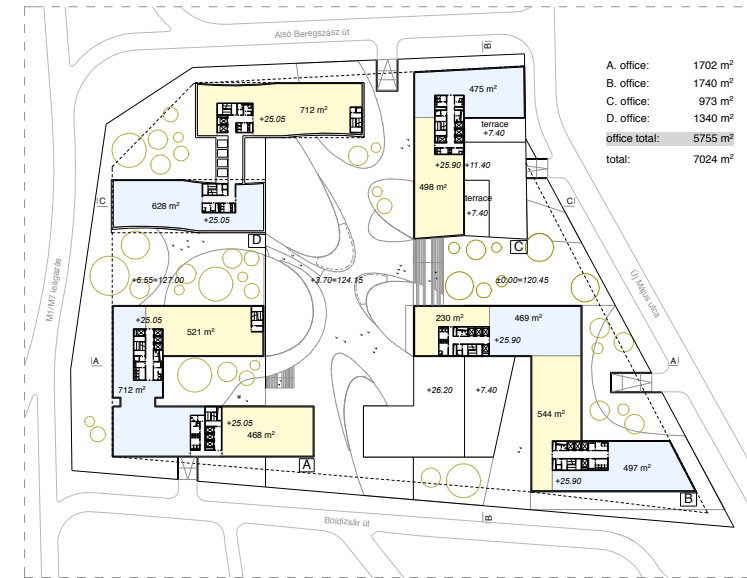 Alsó Beregszász út
B
A. office: 1702 m²
B. office: 1740 m²
C. office: 973 m²
D. office: 1340 m²
office total: 5755 m²
total: 7024 m²
475 m²
712 m²
+25.05
terrace
+7.40
+25.90
+11.40
498 m²
terrace
+7.40
628 m²
+25.05
C
C
D
C
M1/M7 leágazás
+6.55=127.00
+3.70=124.15
±0.00=120.45
Új Május utca
+25.05
521 m²
230 m²
469 m²
+25.90
A
A
712 m²
+26.20
+7.40
+25.05
468 m²
544 m²
A
497 m²
+25.90
B
Boldizsár út
B